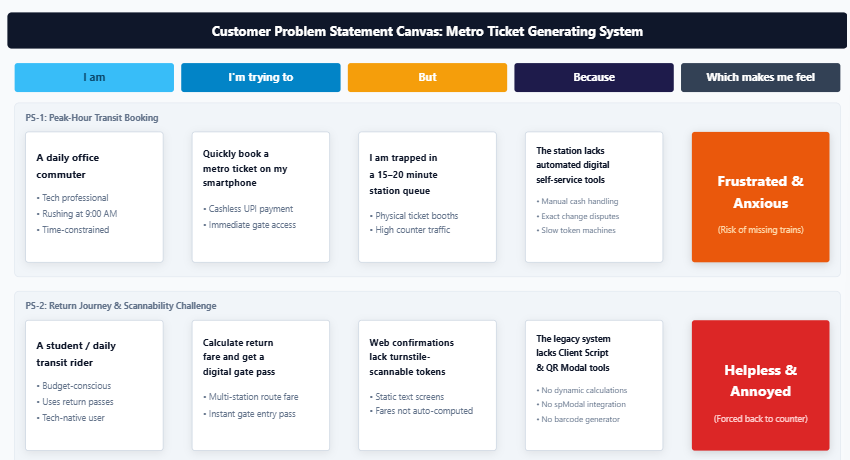 Customer Problem Statement Canvas: Metro Ticket Generating System
I am
I'm trying to
But
Because
Which makes me feel
PS-1: Peak-Hour Transit Booking
A daily office
commuter
• Tech professional
• Rushing at 9:00 AM
• Time-constrained
Quickly book a
metro ticket on my
smartphone
• Cashless UPI payment
• Immediate gate access
I am trapped in
a 15–20 minute
station queue
• Physical ticket booths
• High counter traffic
The station lacks
automated digital
self-service tools
• Manual cash handling
• Exact change disputes
• Slow token machines
Frustrated &
Anxious
(Risk of missing trains)
PS-2: Return Journey & Scannability Challenge
A student / daily
transit rider
• Budget-conscious
• Uses return passes
• Tech-native user
Calculate return
fare and get a
digital gate pass
• Multi-station route fare
• Instant gate entry pass
Web confirmations
lack turnstile-
scannable tokens
• Static text screens
• Fares not auto-computed
The legacy system
lacks Client Script
& QR Modal tools
• No dynamic calculations
• No spModal integration
• No barcode generator
Helpless &
Annoyed
(Forced back to counter)